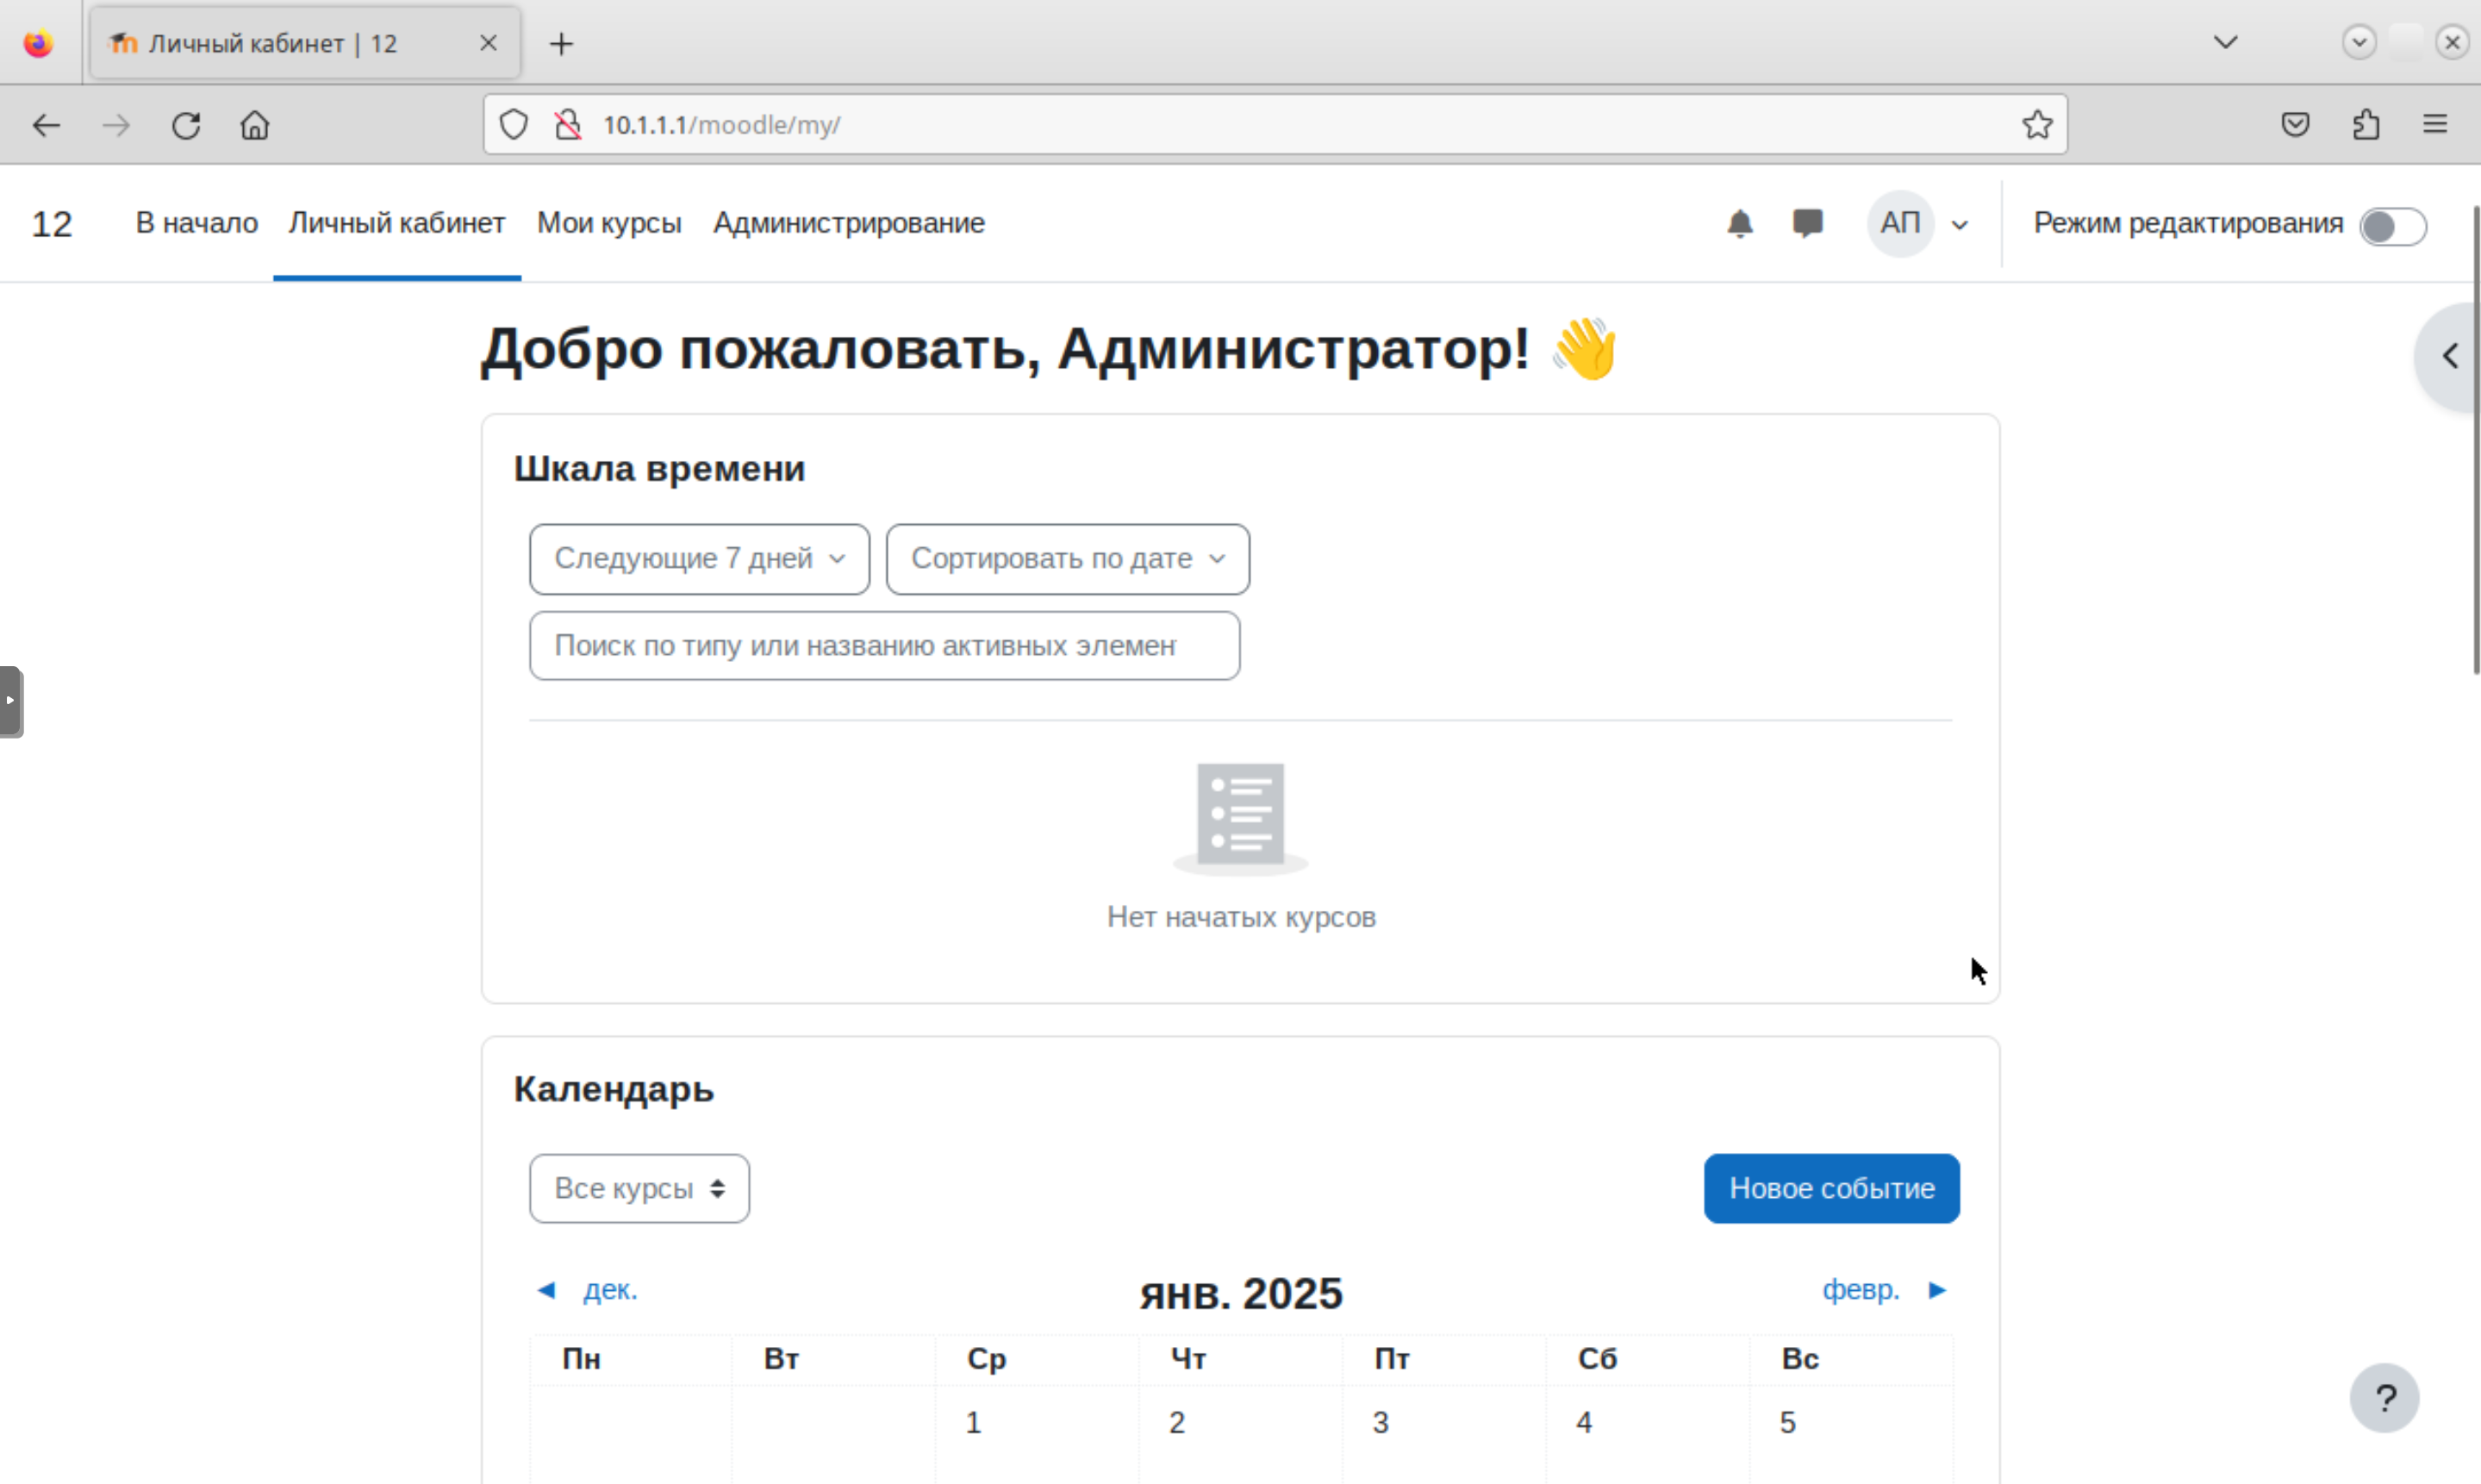 Личный кабинет | 12
10.1.1.1/moodle/my/
12 В начало Личный кабинет Мои курсы Администрирование АП Режим редактирования
Добро пожаловать, Администратор! 👋
Шкала времени
Следующие 7 дней Сортировать по дате
Поиск по типу или названию активных элемен
Нет начатых курсов
Календарь
Все курсы Новое событие
◄ дек. янв. 2025 февр. ►
Пн Вт Ср Чт Пт Сб Вс
1 2 3 4 5
?